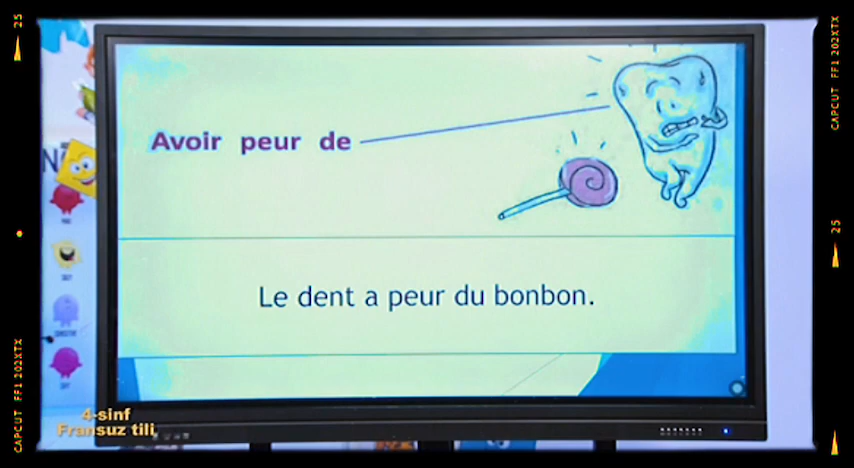 25
25
CAPCUT FF1 202XTX
Avoir peur de
Le dent a peur du bonbon.
25
CAPCUT FF1 202XTX
4-sinf
Fransuz tili